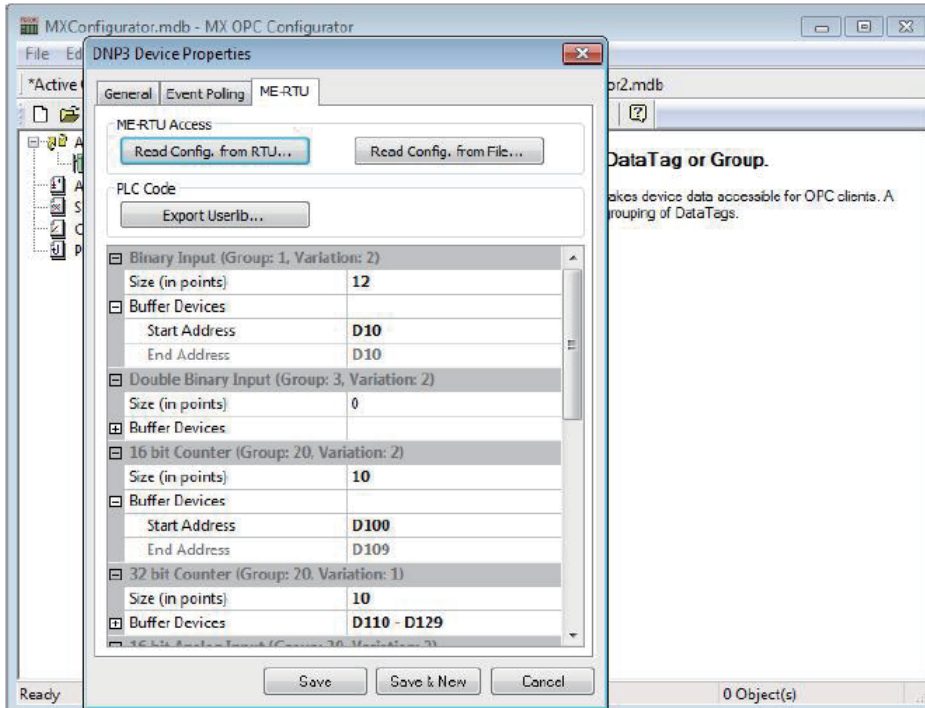 MXConfigurator.mdb - MX OPC Configurator
File Ed
DNP3 Device Properties
*Active
or2.mdb
General Event Polling ME-RTU
ME-RTU Access
Read Config. from RTU... Read Config. from File...
DataTag or Group.
akes device data accessible for OPC clients. A
rouping of DataTags.
PLC Code
Export Userlib...
Binary Input (Group: 1, Variation: 2)
Size (in points) 12
Buffer Devices
Start Address D10
End Address D10
Double Binary Input (Group: 3, Variation: 2)
Size (in points) 0
Buffer Devices
16 bit Counter (Group: 20, Variation: 2)
Size (in points) 10
Buffer Devices
Start Address D100
End Address D109
32 bit Counter (Group: 20, Variation: 1)
Size (in points) 10
Buffer Devices D110 - D129
Save Save & New Cancel
Ready 0 Object(s)